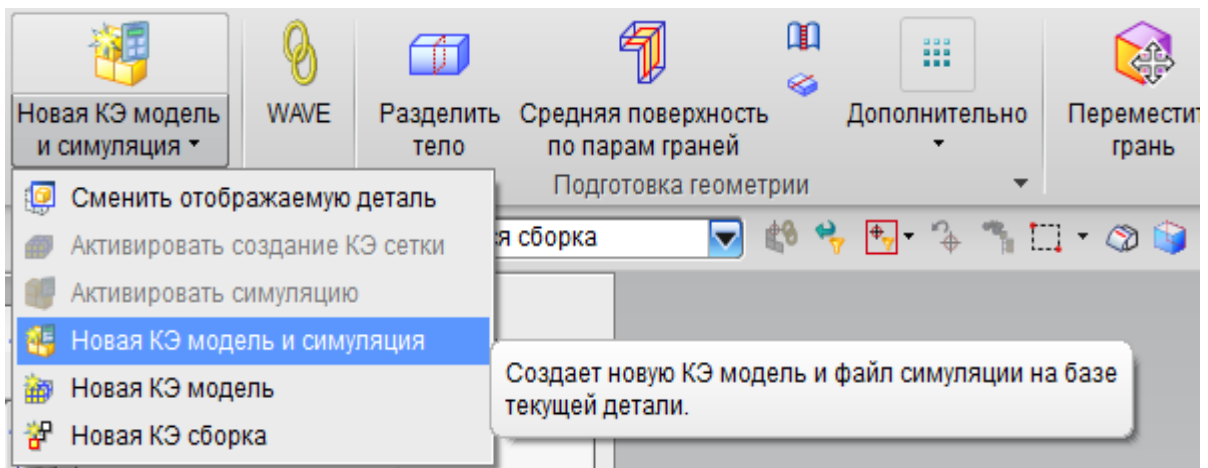 Новая КЭ модель
и симуляция
WAVE
Разделить
тело
Средняя поверхность
по парам граней
Дополнительно
Переместит
грань
Подготовка геометрии
я сборка
Сменить отображаемую деталь
Активировать создание КЭ сетки
Активировать симуляцию
Новая КЭ модель и симуляция
Новая КЭ модель
Новая КЭ сборка
Создает новую КЭ модель и файл симуляции на базе
текущей детали.